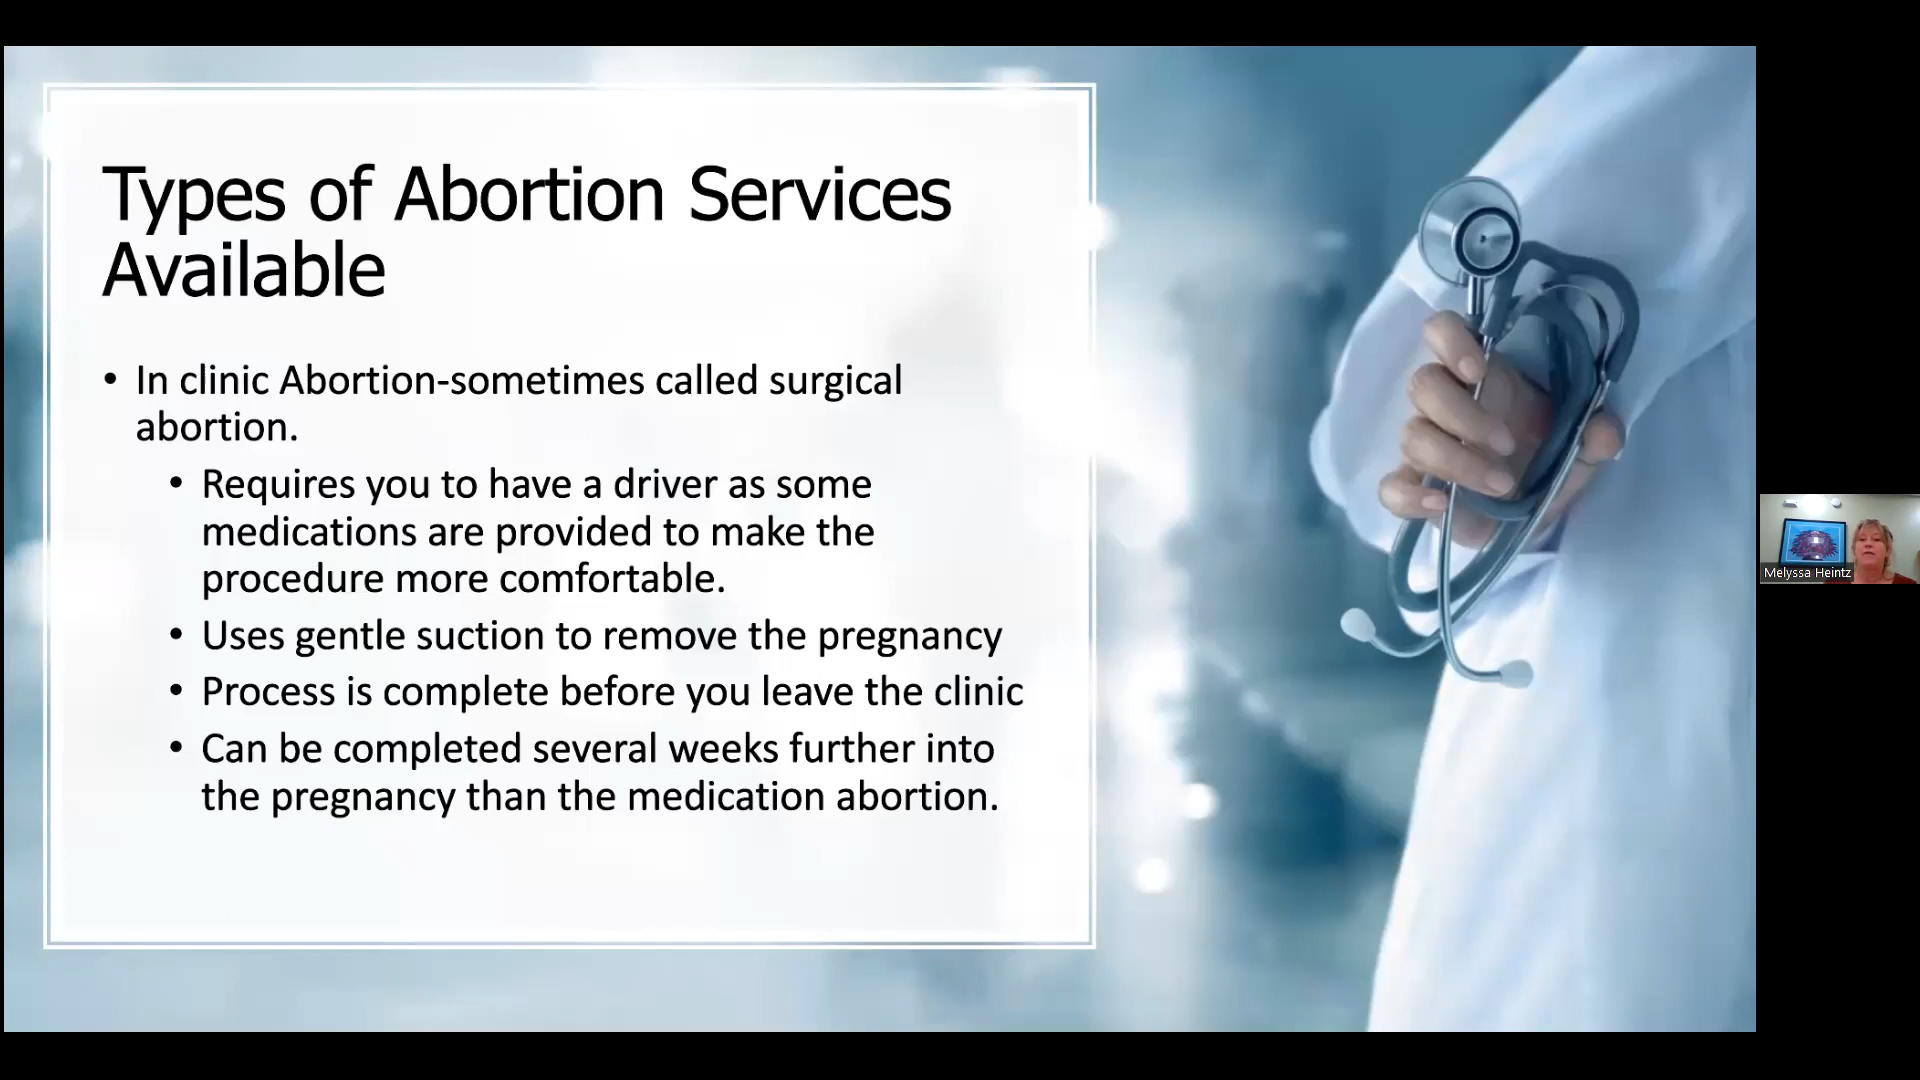 Types of Abortion Services
Available
• In clinic Abortion-sometimes called surgical
abortion.
• Requires you to have a driver as some
medications are provided to make the
procedure more comfortable.
• Uses gentle suction to remove the pregnancy
• Process is complete before you leave the clinic
• Can be completed several weeks further into
the pregnancy than the medication abortion.
Melyssa Heintz